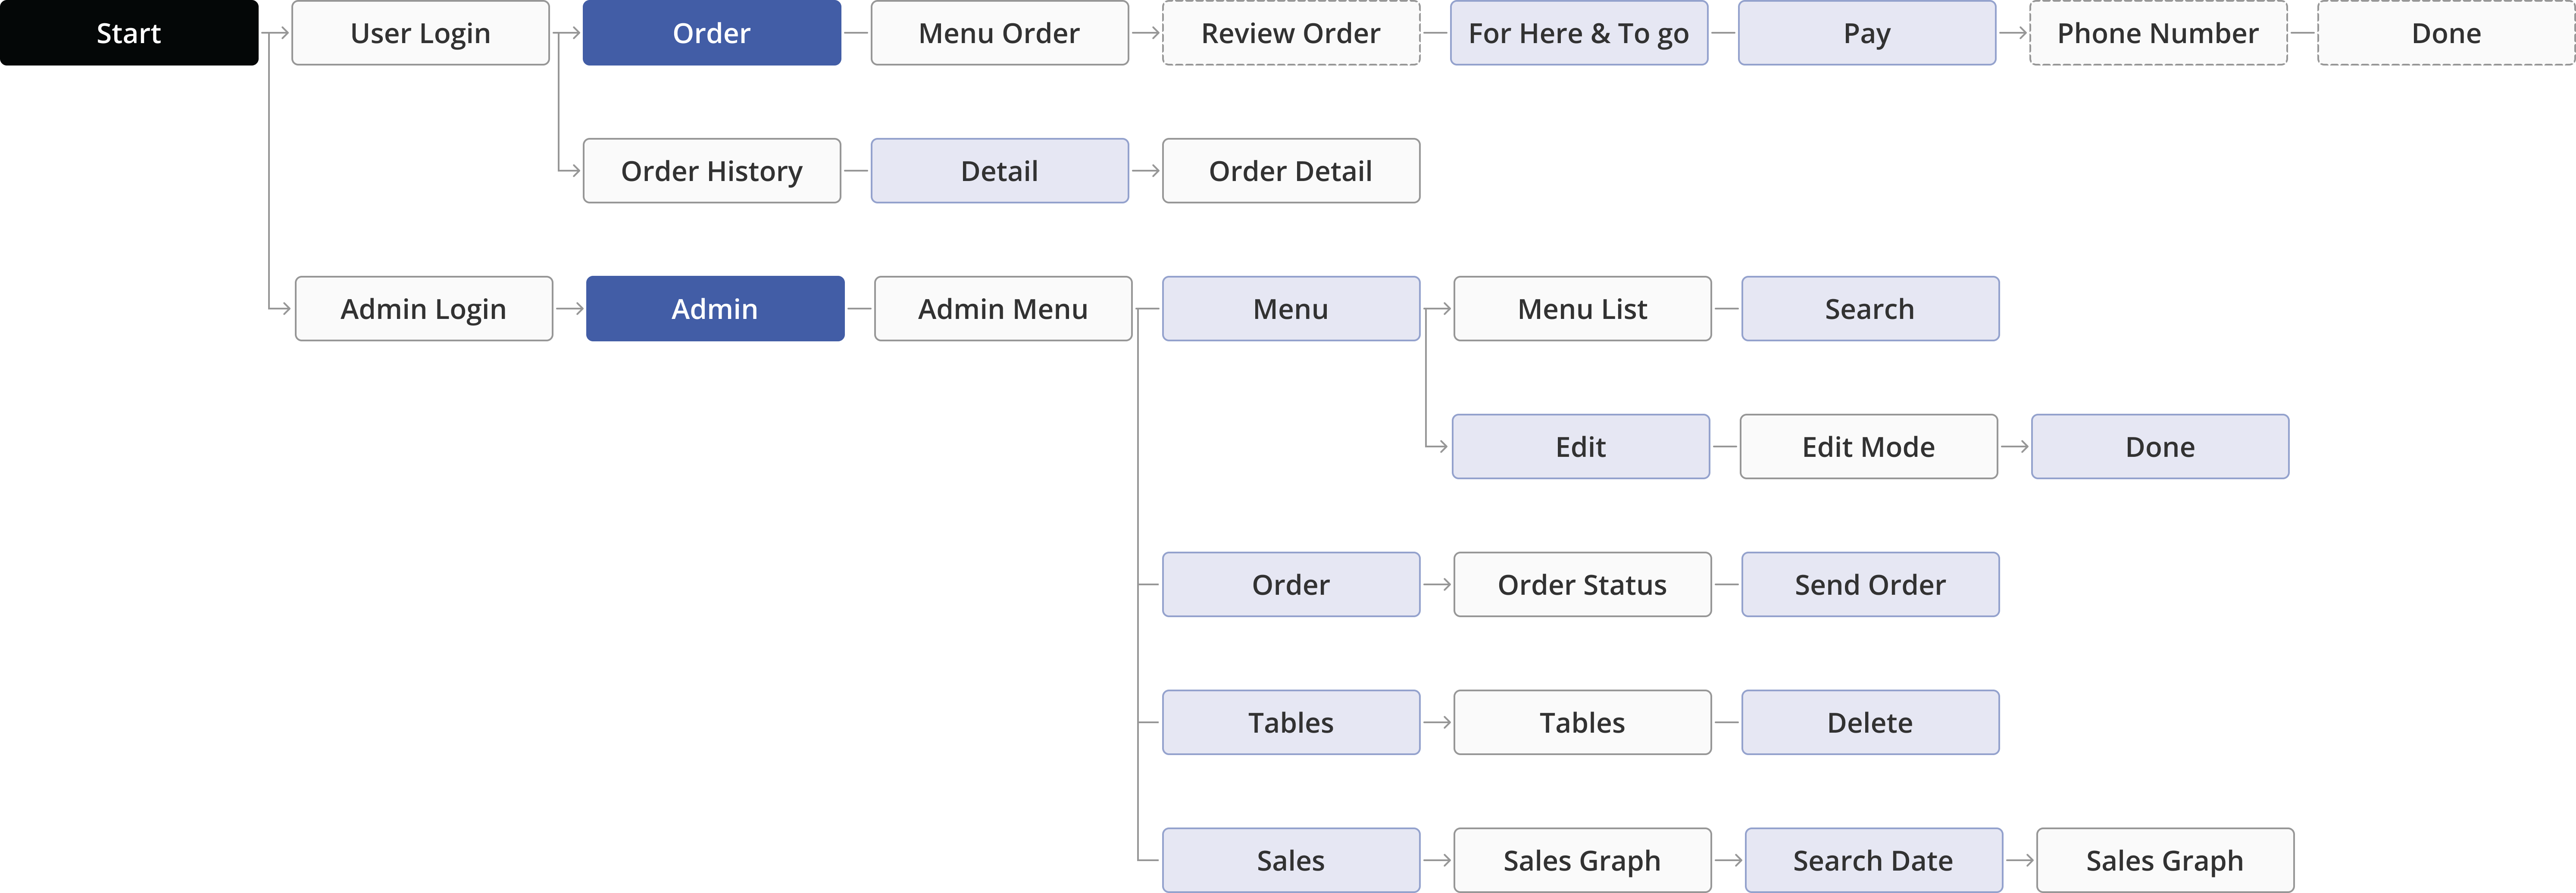 Start
User Login
Order
Menu Order
Review Order
For Here & To go
Pay
Phone Number
Done
Order History
Detail
Order Detail
Admin Login
Admin
Admin Menu
Menu
Menu List
Search
Edit
Edit Mode
Done
Order
Order Status
Send Order
Tables
Tables
Delete
Sales
Sales Graph
Search Date
Sales Graph